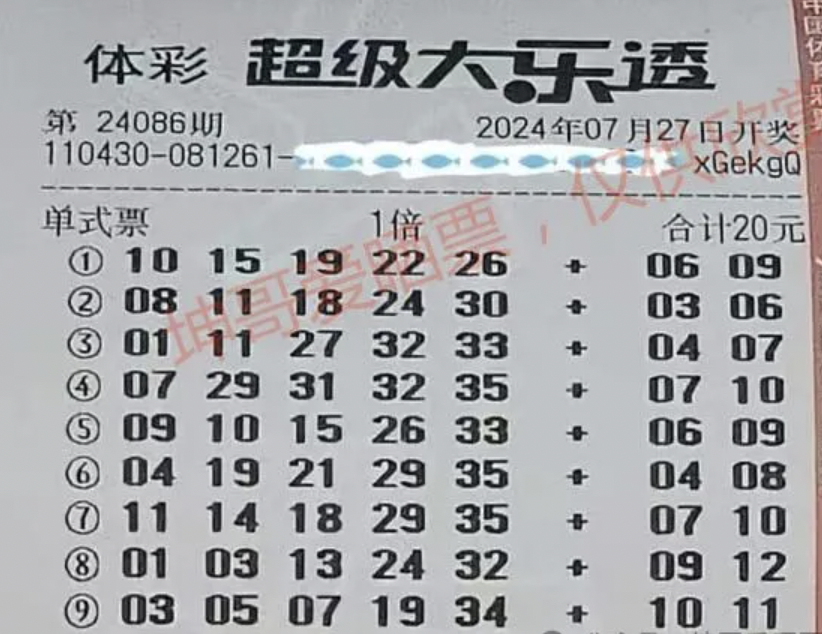 体彩 超级大乐透
第 24086期 2024年07月27日开奖
110430-081261- xGekgQ
单式票 1倍 合计20元
① 10 15 19 22 26 + 06 09
② 08 11 18 24 30 + 03 06
③ 01 11 27 32 33 + 04 07
④ 07 29 31 32 35 + 07 10
⑤ 09 10 15 26 33 + 06 09
⑥ 04 19 21 29 35 + 04 08
⑦ 11 14 18 29 35 + 07 10
⑧ 01 03 13 24 32 + 09 12
⑨ 03 05 07 19 34 + 10 11
坤哥爱晒票，仅供欣赏
中国体育彩票